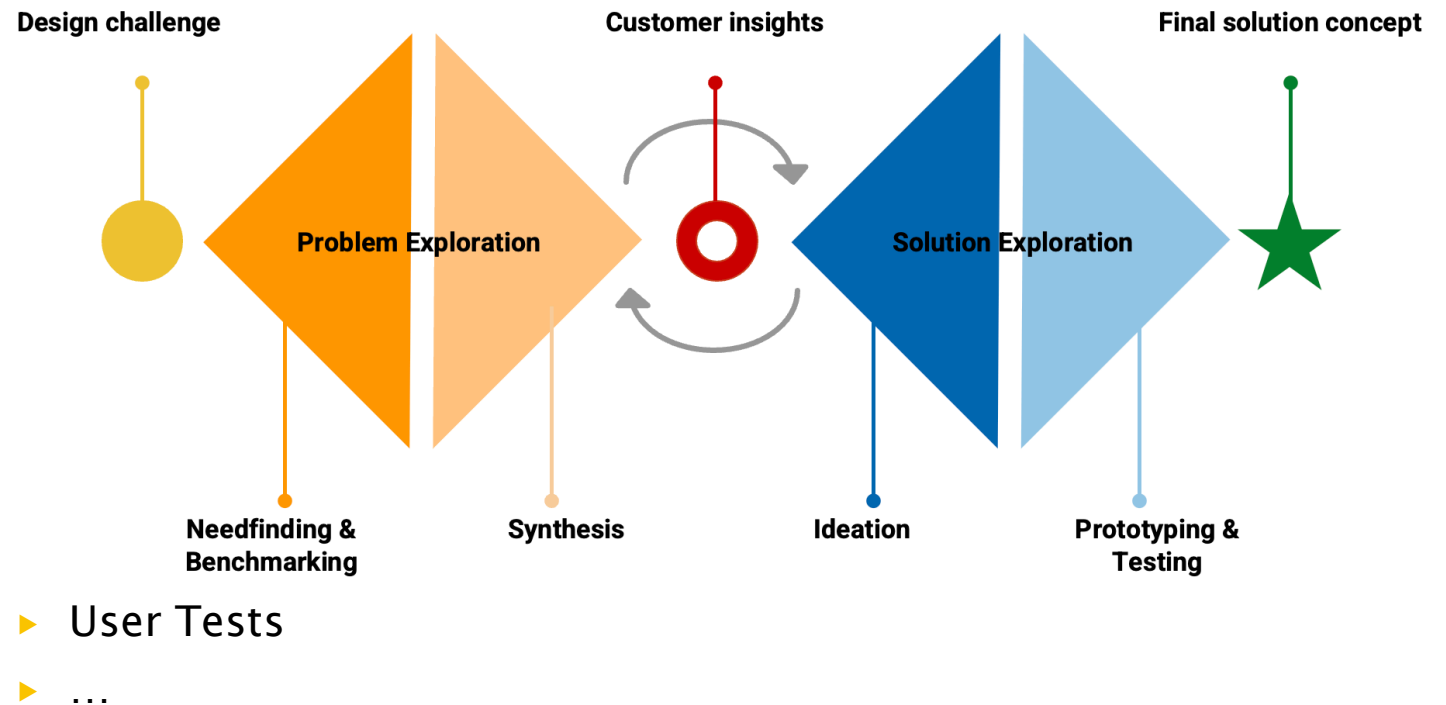 Design challenge
Customer insights
Final solution concept
Problem Exploration
Solution Exploration
Needfinding &
Benchmarking
Synthesis
Ideation
Prototyping &
Testing
User Tests
...